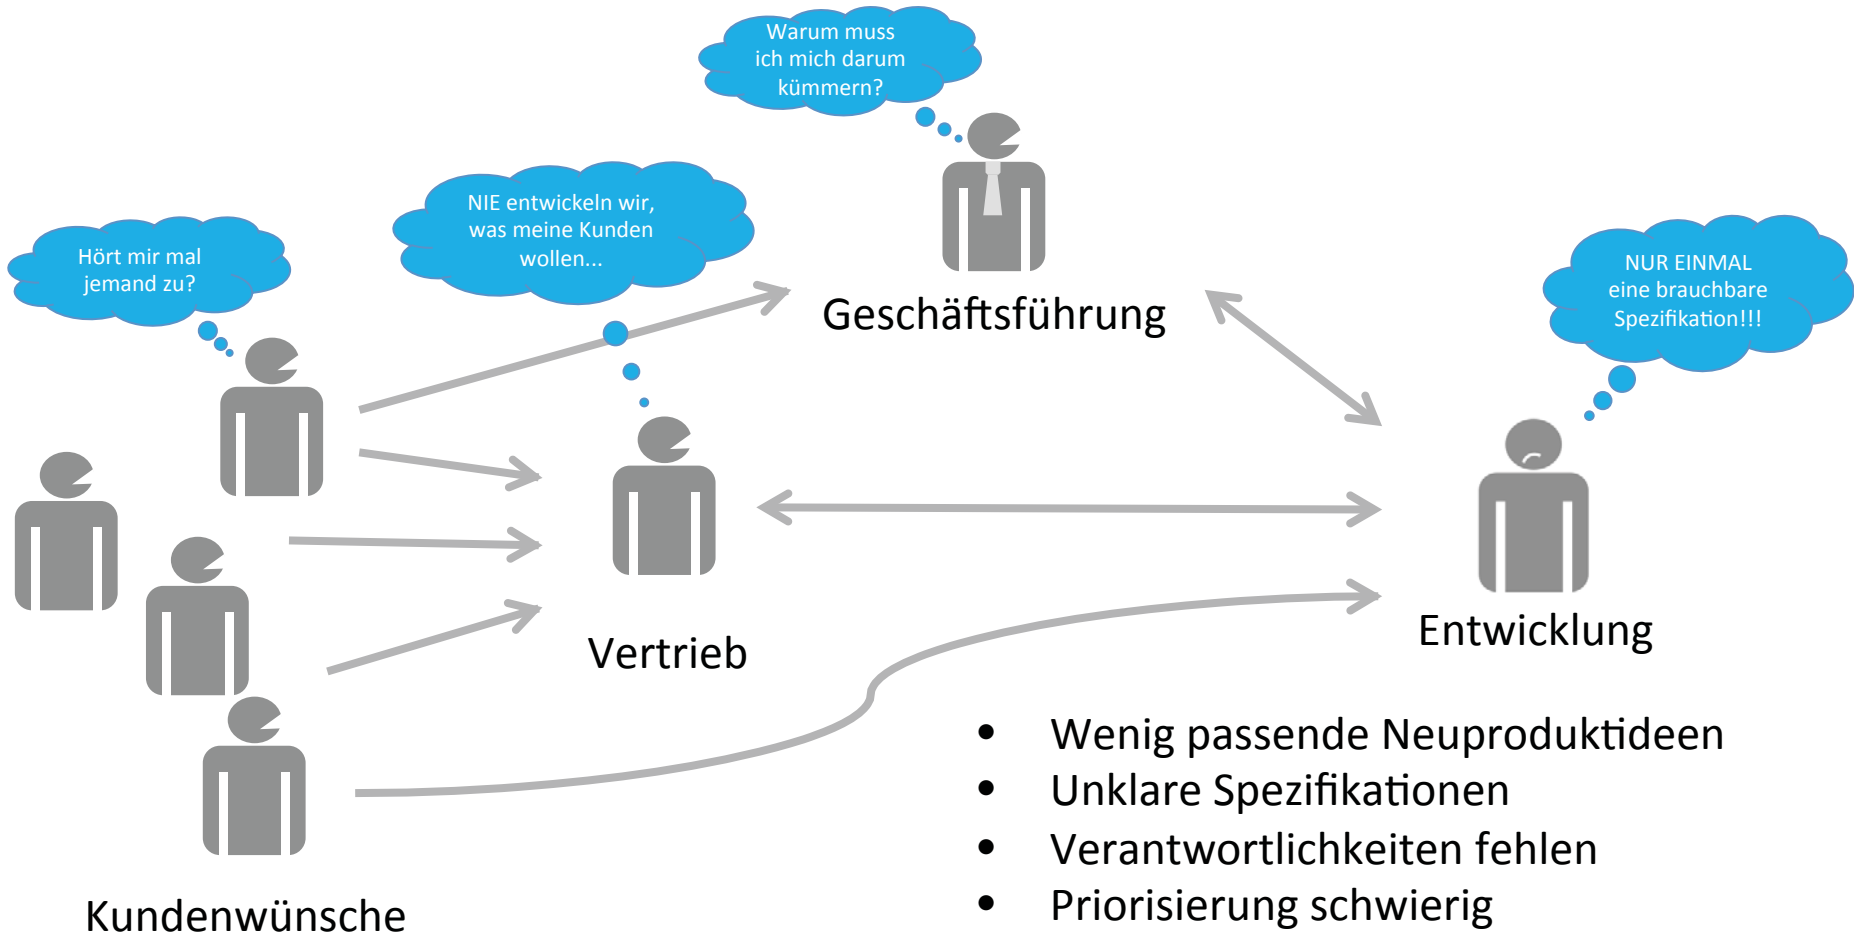 Warum muss
ich mich darum
kümmern?
NIE entwickeln wir,
was meine Kunden
wollen...
Hört mir mal
jemand zu?
NUR EINMAL
eine brauchbare
Spezifikation!!!
Geschäftsführung
Vertrieb
Entwicklung
Kundenwünsche
• Wenig passende Neuproduktideen
• Unklare Spezifikationen
• Verantwortlichkeiten fehlen
• Priorisierung schwierig